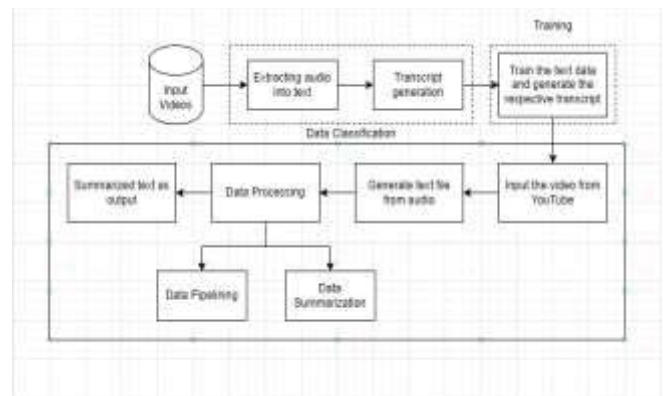 Training
Input
Videos
Extracting audio
into text
Transcript
generation
Train the text data
and generate the
respective transcript
Data Classification
Summarized text as
output
Data Processing
Generate text file
from audio
Input the video from
YouTube
Data Pipelining
Data
Summarization